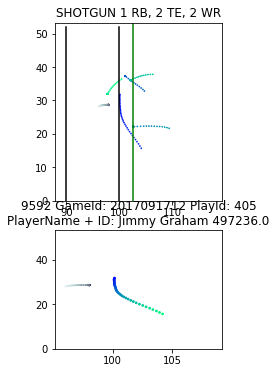 SHOTGUN 1 RB, 2 TE, 2 WR
50
40
30
20
10
0
90 100 110
9592 GameId: 2017091712 PlayId: 405
PlayerName + ID: Jimmy Graham 497236.0
40
20
0
100 105